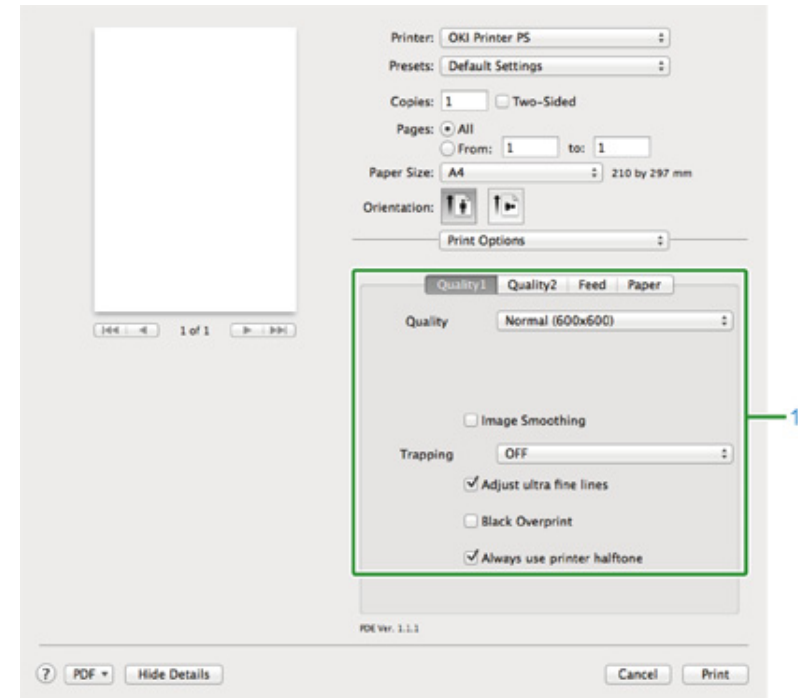 Printer: OKI Printer PS
Presets: Default Settings
Copies: 1 Two-Sided
Pages: All
From: 1 to: 1
Paper Size: A4 210 by 297 mm
Orientation:
Print Options
Quality1 Quality2 Feed Paper
Quality Normal (600x600)
1 of 1
Image Smoothing
1
Trapping OFF
Adjust ultra fine lines
Black Overprint
Always use printer halftone
PDE Ver. 1.1.1
? PDF Hide Details Cancel Print